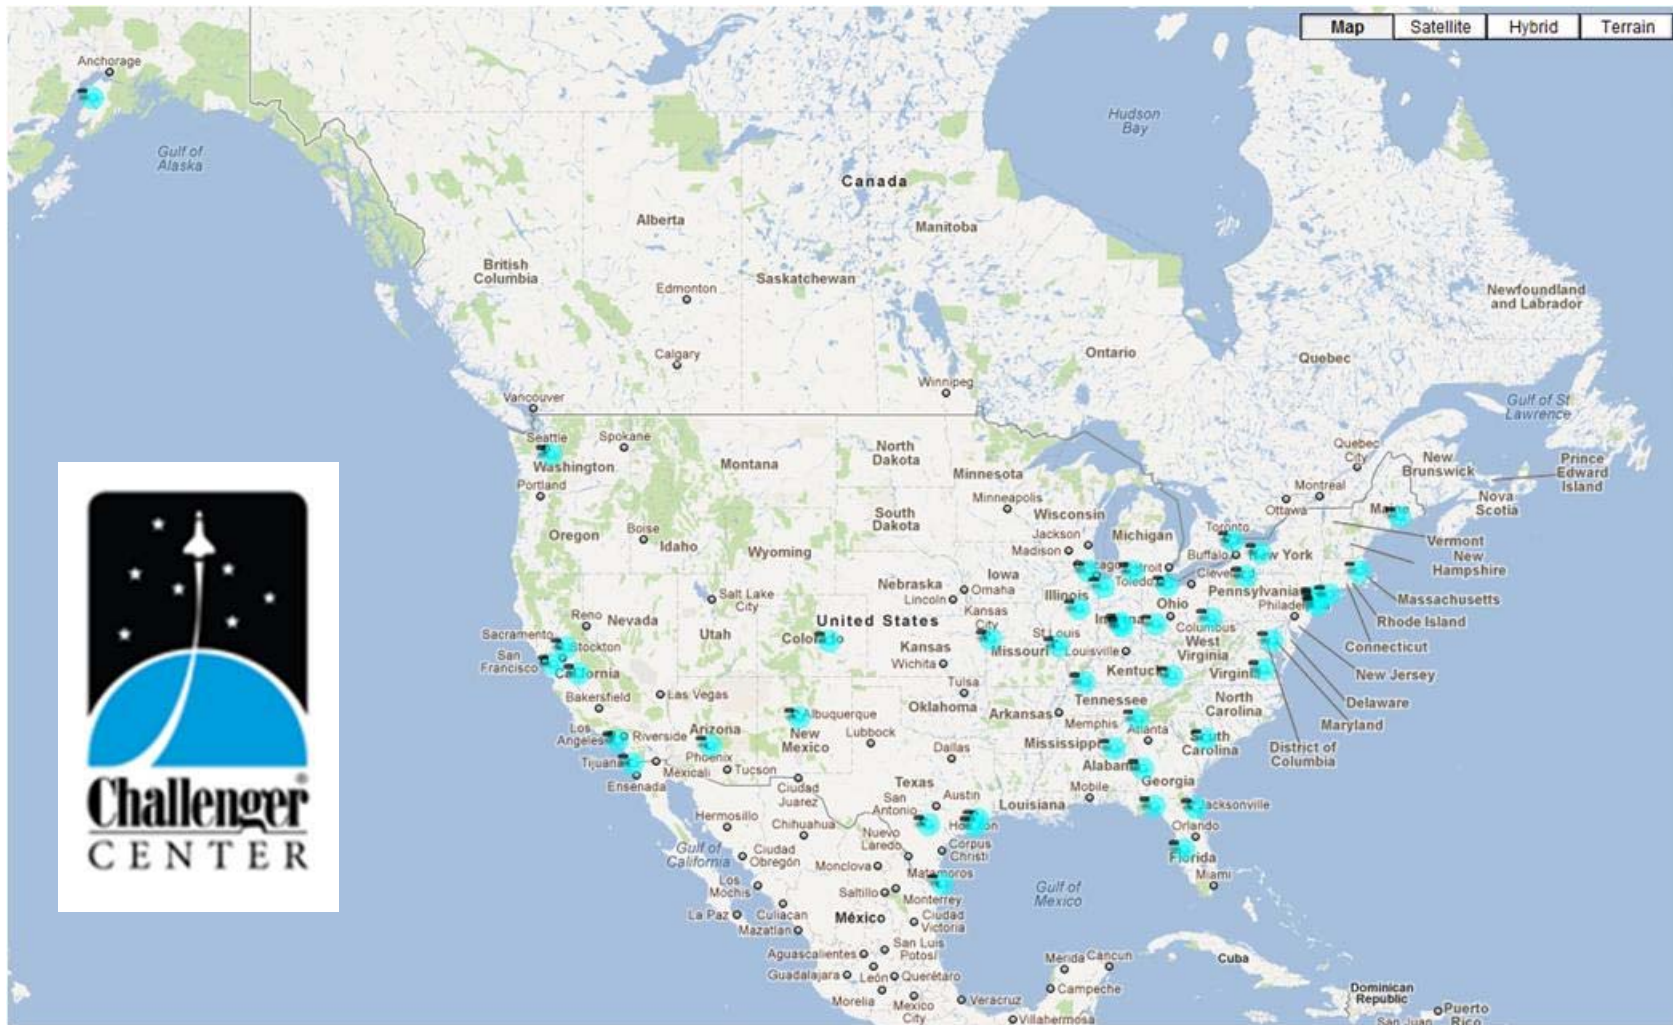 Map
Satellite
Hybrid
Terrain
Anchorage
Gulf of
Alaska
Hudson
Bay
Canada
Alberta
Manitoba
British
Columbia
Saskatchewan
Edmonton
Newfoundland
and Labrador
Calgary
Ontario
Quebec
Winnipeg
Vancouver
Gulf of St
Lawrence
Seattle
Spokane
Washington
Montana
North
Dakota
Minnesota
Quebec
City
New
Brunswick
Prince
Edward
Island
Portland
Minneapolis
Montreal
Nova
Scotia
Ottawa
South
Dakota
Wisconsin
Oregon
Boise
Idaho
Jackson
Michigan
Toronto
Vermont
Madison
Buffalo
New York
New
Hampshire
Wyoming
Iowa
Nebraska
Omaha
Lincoln
Illinois
Toledo
Pennsylvania
Massachusetts
Salt Lake
City
Ohio
Rhode Island
Reno
Nevada
Kansas
City
United States
Columbus
Connecticut
Sacramento
Stockton
Utah
Colorado
Kansas
St Louis
Missouri
Louisville
West
Virginia
San
Francisco
California
Wichita
New Jersey
Bakersfield
Las Vegas
Tulsa
Tennessee
North
Carolina
Delaware
Maryland
Oklahoma
Arkansas
Memphis
Albuquerque
Los
Angeles
Riverside
Arizona
New
Mexico
Lubbock
Atlanta
South
Carolina
District of
Columbia
Phoenix
Dallas
Mississippi
Tijuana
Mexicali
Tucson
Georgia
Ensenada
Ciudad
Juarez
Texas
Austin
San
Antonio
Louisiana
Mobile
Jacksonville
Hermosillo
Chihuahua
Nuevo
Laredo
Orlando
Gulf of
California
Ciudad
Obregón
Corpus
Christi
Florida
Monclova
Matamoros
Miami
Los
Mochis
Saltillo
Monterrey
Gulf of
Mexico
La Paz
Culiacan
México
Ciudad
Victoria
Mazatlan
San Luis
Potosí
Aguascalientes
Merida
Cancun
Cuba
Guadalajara
León
Querétaro
Campeche
Dominican
Republic
Morelia
Mexico
City
Veracruz
Villahermosa
Puerto
Rico
San Juan
Challenger®
CENTER